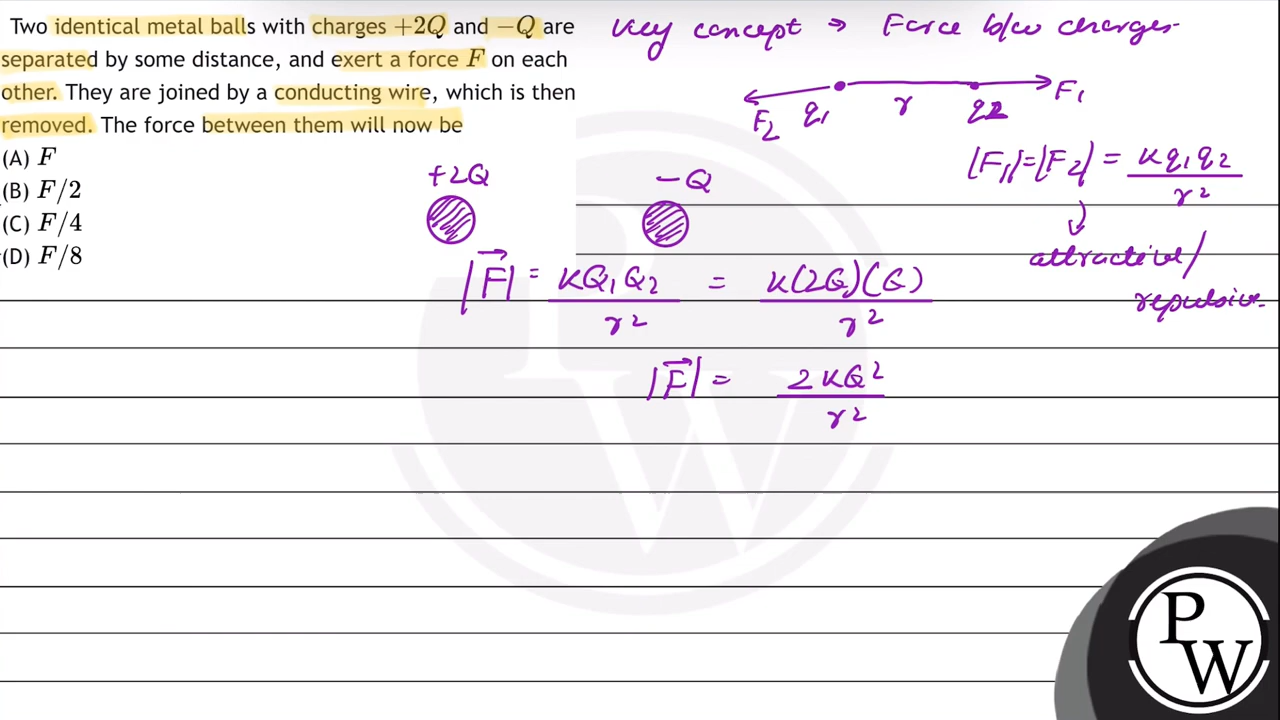 Two identical metal balls with charges +2Q and −Q are
separated by some distance, and exert a force F on each
other. They are joined by a conducting wire, which is then
removed. The force between them will now be
(A) F
(B) F/2
(C) F/4
(D) F/8
Key concept → Force b/w charges
F₂ q₁ r q₂ F₁
|F₁|=|F₂| = Kq₁q₂/r²
attractive/
repulsive
+2Q −Q
|F⃗| = KQ₁Q₂/r² = K(2Q)(Q)/r²
|F⃗| = 2KQ²/r²
P
W